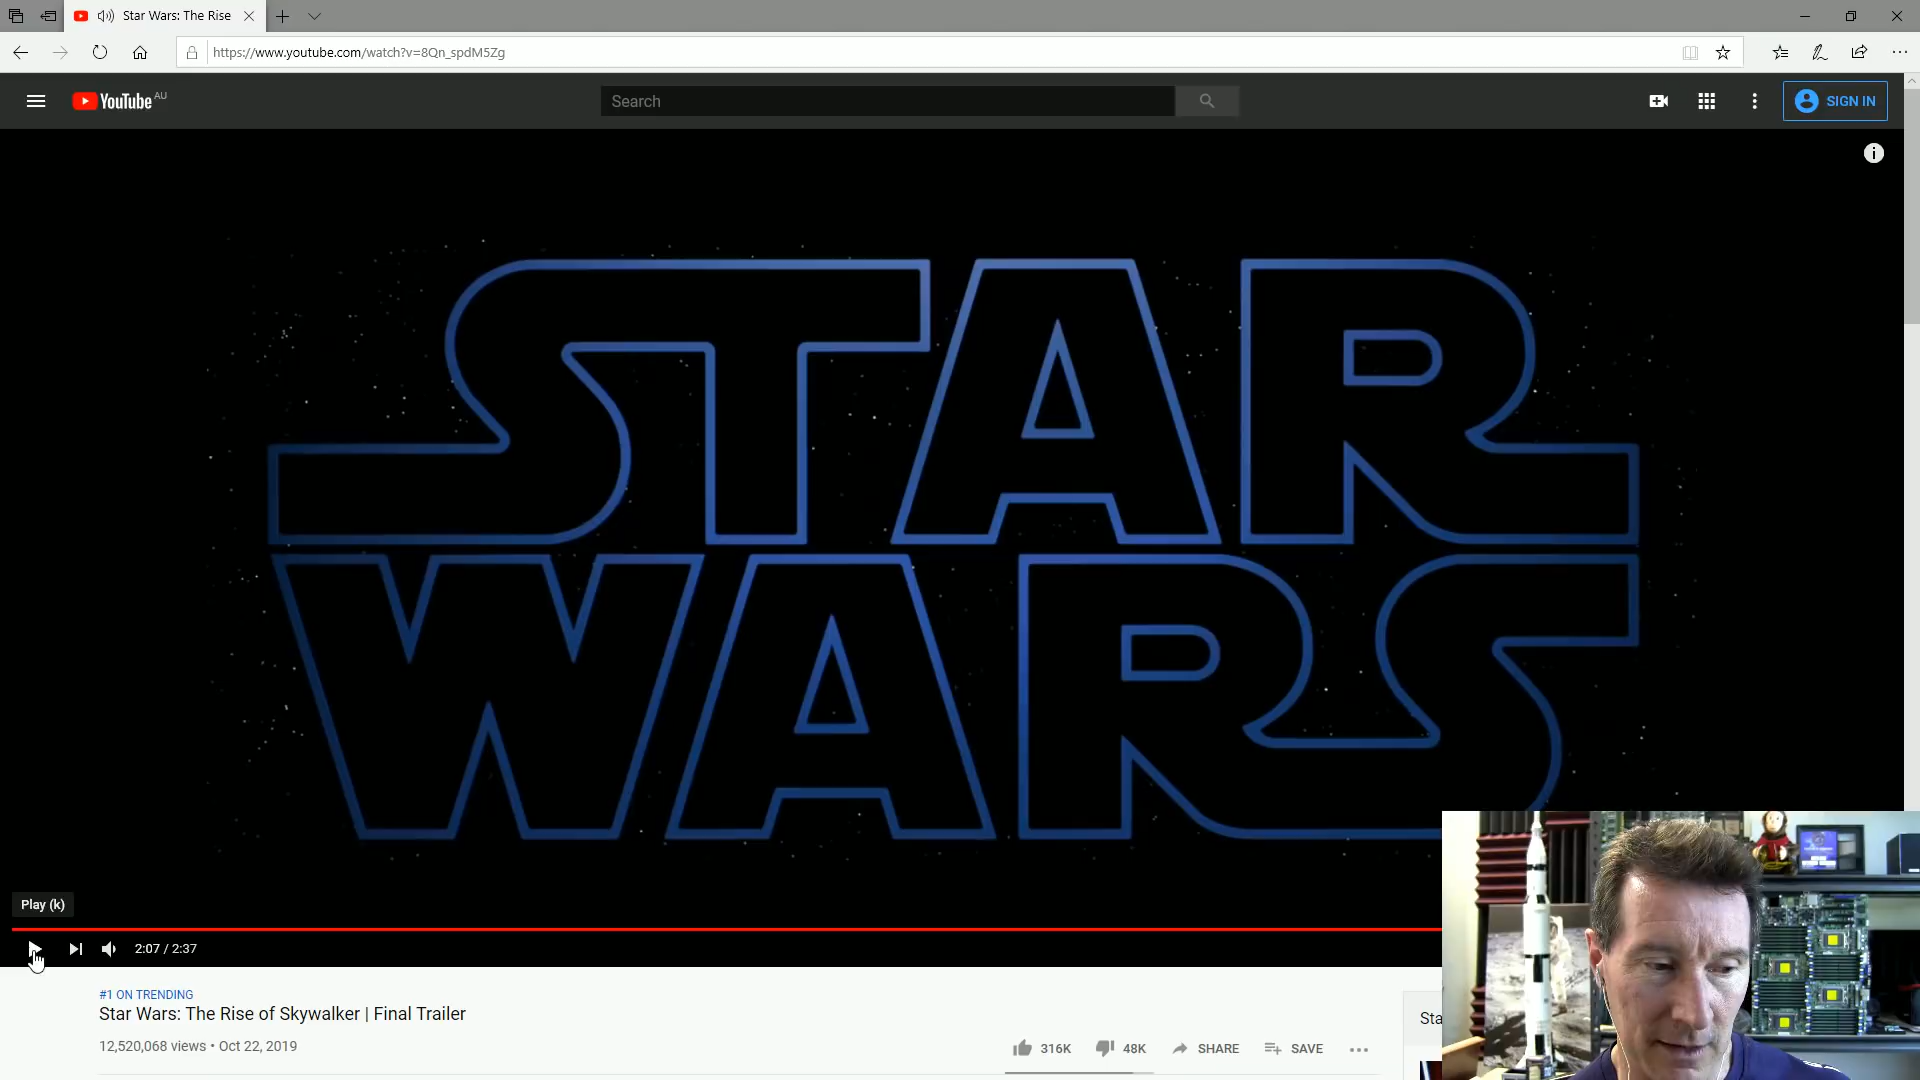 Star Wars: The Rise
https://www.youtube.com/watch?v=8Qn_spdM5Zg
YouTube AU
Search
SIGN IN
STAR
WARS
Play (k)
2:07 / 2:37
#1 ON TRENDING
Star Wars: The Rise of Skywalker | Final Trailer
12,520,068 views • Oct 22, 2019
316K
48K
SHARE
SAVE
Sta